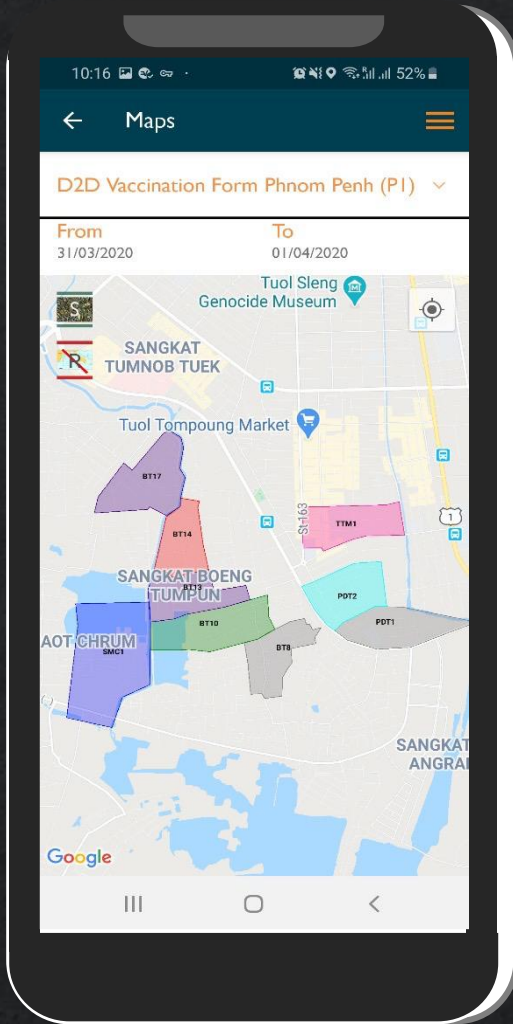 10:16
52%
Maps
D2D Vaccination Form Phnom Penh (P1)
From
To
31/03/2020
01/04/2020
Tuol Sleng
Genocide Museum
S
R
SANGKAT
TUMNOB TUEK
Tuol Tompoung Market
BT17
St 163
TTM1
1
BT14
SANGKAT BOENG
TUMPUN
BT13
PDT2
BT10
PDT1
AOT CHRUM
SMC1
BT8
SANGKAT
ANGRA
Google